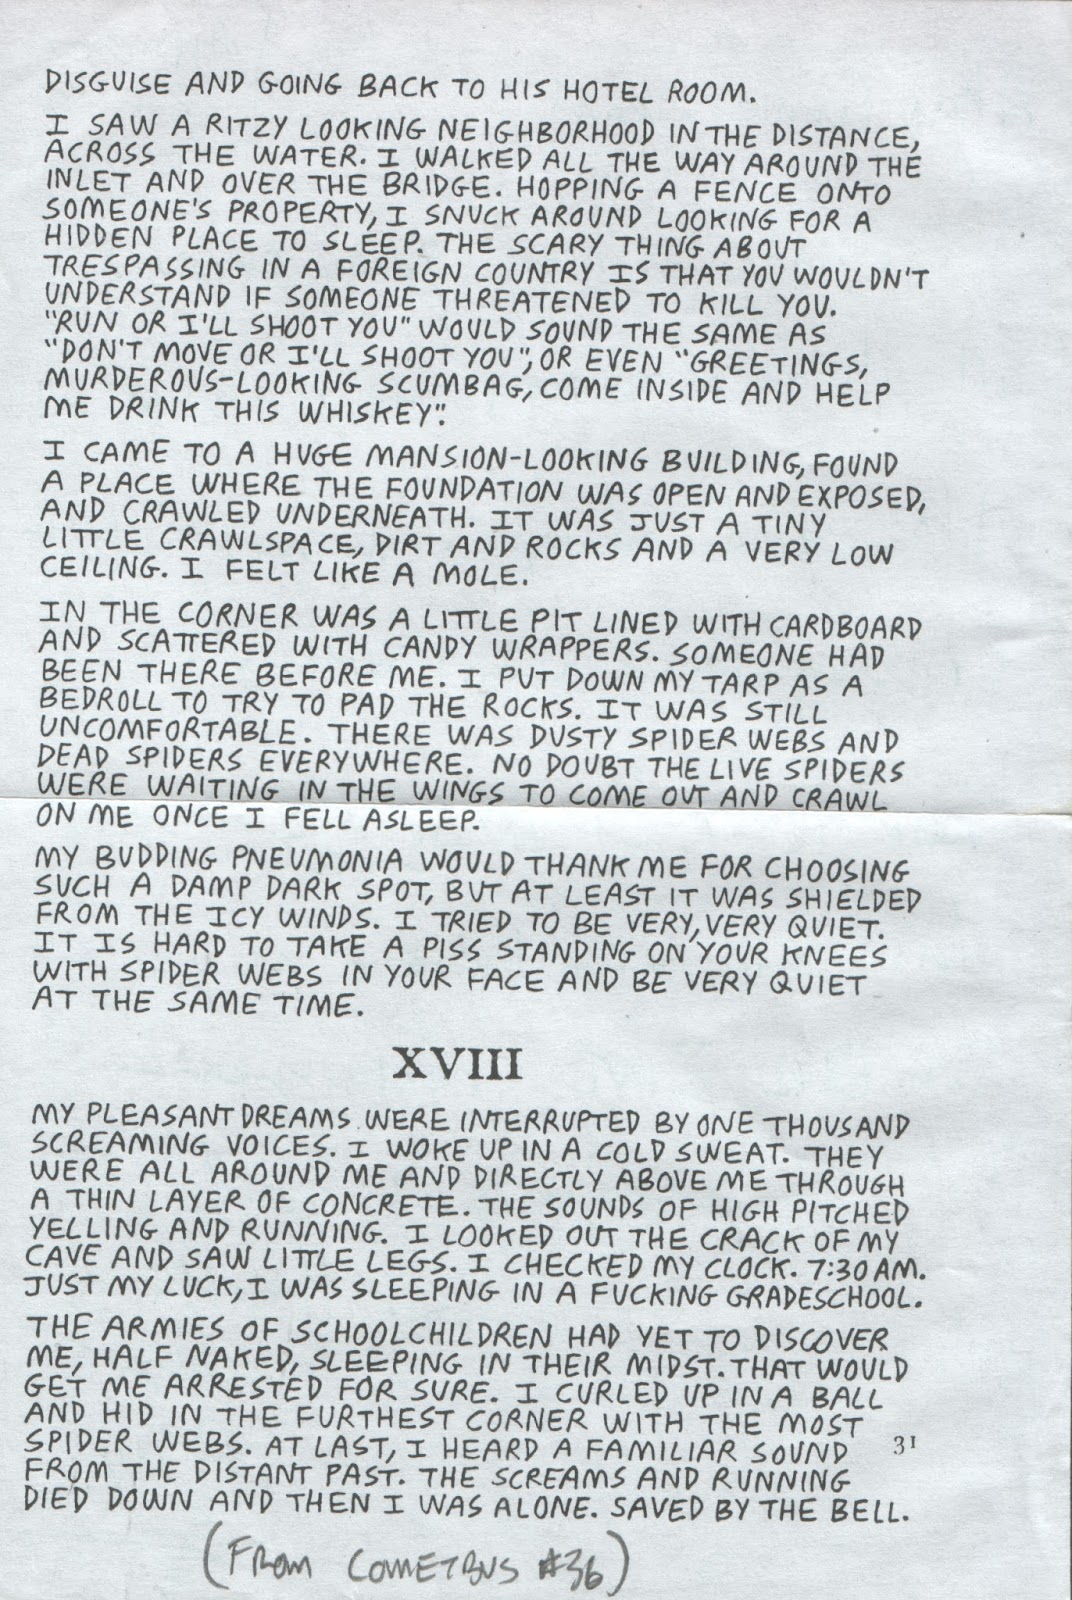 DISGUISE AND GOING BACK TO HIS HOTEL ROOM.
I SAW A RITZY LOOKING NEIGHBORHOOD IN THE DISTANCE,
ACROSS THE WATER. I WALKED ALL THE WAY AROUND THE
INLET AND OVER THE BRIDGE. HOPPING A FENCE ONTO
SOMEONE'S PROPERTY, I SNUCK AROUND LOOKING FOR A
HIDDEN PLACE TO SLEEP. THE SCARY THING ABOUT
TRESPASSING IN A FOREIGN COUNTRY IS THAT YOU WOULDN'T
UNDERSTAND IF SOMEONE THREATENED TO KILL YOU.
"RUN OR I'LL SHOOT YOU" WOULD SOUND THE SAME AS
"DON'T MOVE OR I'LL SHOOT YOU", OR EVEN "GREETINGS,
MURDEROUS-LOOKING SCUMBAG, COME INSIDE AND HELP
ME DRINK THIS WHISKEY".
I CAME TO A HUGE MANSION-LOOKING BUILDING, FOUND
A PLACE WHERE THE FOUNDATION WAS OPEN AND EXPOSED,
AND CRAWLED UNDERNEATH. IT WAS JUST A TINY
LITTLE CRAWLSPACE, DIRT AND ROCKS AND A VERY LOW
CEILING. I FELT LIKE A MOLE.
IN THE CORNER WAS A LITTLE PIT LINED WITH CARDBOARD
AND SCATTERED WITH CANDY WRAPPERS. SOMEONE HAD
BEEN THERE BEFORE ME. I PUT DOWN MY TARP AS A
BEDROLL TO TRY TO PAD THE ROCKS. IT WAS STILL
UNCOMFORTABLE. THERE WAS DUSTY SPIDER WEBS AND
DEAD SPIDERS EVERYWHERE. NO DOUBT THE LIVE SPIDERS
WERE WAITING IN THE WINGS TO COME OUT AND CRAWL
ON ME ONCE I FELL ASLEEP.
MY BUDDING PNEUMONIA WOULD THANK ME FOR CHOOSING
SUCH A DAMP DARK SPOT, BUT AT LEAST IT WAS SHIELDED
FROM THE ICY WINDS. I TRIED TO BE VERY, VERY QUIET.
IT IS HARD TO TAKE A PISS STANDING ON YOUR KNEES
WITH SPIDER WEBS IN YOUR FACE AND BE VERY QUIET
AT THE SAME TIME.
XVIII
MY PLEASANT DREAMS WERE INTERRUPTED BY ONE THOUSAND
SCREAMING VOICES. I WOKE UP IN A COLD SWEAT. THEY
WERE ALL AROUND ME AND DIRECTLY ABOVE ME THROUGH
A THIN LAYER OF CONCRETE. THE SOUNDS OF HIGH PITCHED
YELLING AND RUNNING. I LOOKED OUT THE CRACK OF MY
CAVE AND SAW LITTLE LEGS. I CHECKED MY CLOCK. 7:30 AM.
JUST MY LUCK, I WAS SLEEPING IN A FUCKING GRADESCHOOL.
THE ARMIES OF SCHOOLCHILDREN HAD YET TO DISCOVER
ME, HALF NAKED, SLEEPING IN THEIR MIDST. THAT WOULD
GET ME ARRESTED FOR SURE. I CURLED UP IN A BALL
AND HID IN THE FURTHEST CORNER WITH THE MOST
SPIDER WEBS. AT LAST, I HEARD A FAMILIAR SOUND
31
FROM THE DISTANT PAST. THE SCREAMS AND RUNNING
DIED DOWN AND THEN I WAS ALONE. SAVED BY THE BELL.
(FROM COMETBUS #36)